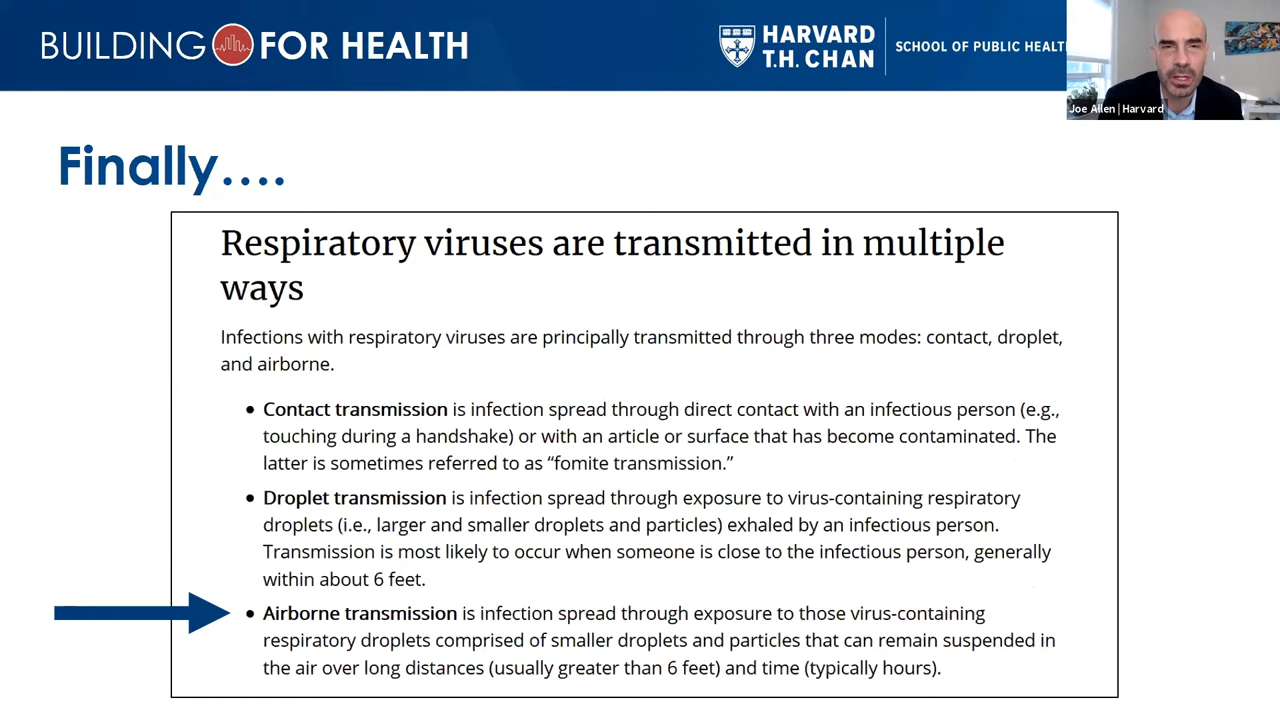 BUILDING FOR HEALTH
HARVARD
T.H. CHAN
SCHOOL OF PUBLIC HEALT
Joe Allen | Harvard
Finally....
Respiratory viruses are transmitted in multiple
ways
Infections with respiratory viruses are principally transmitted through three modes: contact, droplet,
and airborne.
• Contact transmission is infection spread through direct contact with an infectious person (e.g.,
touching during a handshake) or with an article or surface that has become contaminated. The
latter is sometimes referred to as “fomite transmission.”
• Droplet transmission is infection spread through exposure to virus-containing respiratory
droplets (i.e., larger and smaller droplets and particles) exhaled by an infectious person.
Transmission is most likely to occur when someone is close to the infectious person, generally
within about 6 feet.
• Airborne transmission is infection spread through exposure to those virus-containing
respiratory droplets comprised of smaller droplets and particles that can remain suspended in
the air over long distances (usually greater than 6 feet) and time (typically hours).